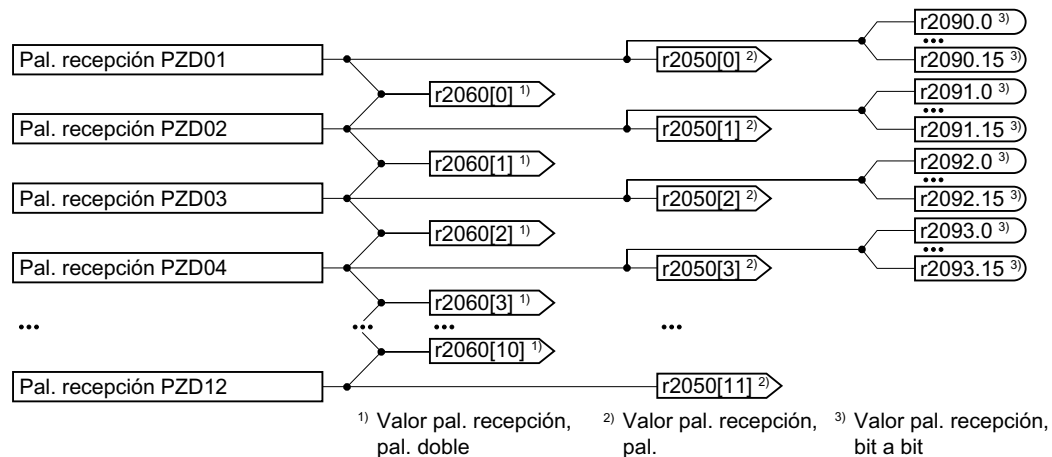 r2090.0 3)
...
Pal. recepción PZD01 r2050[0] 2) r2090.15 3)
r2060[0] 1) r2091.0 3)
...
Pal. recepción PZD02 r2050[1] 2) r2091.15 3)
r2060[1] 1) r2092.0 3)
...
Pal. recepción PZD03 r2050[2] 2) r2092.15 3)
r2060[2] 1) r2093.0 3)
...
Pal. recepción PZD04 r2050[3] 2) r2093.15 3)
r2060[3] 1)
... ... ... ...
r2060[10] 1)
Pal. recepción PZD12 r2050[11] 2)
1) Valor pal. recepción, 2) Valor pal. recepción, 3) Valor pal. recepción,
pal. doble pal. bit a bit